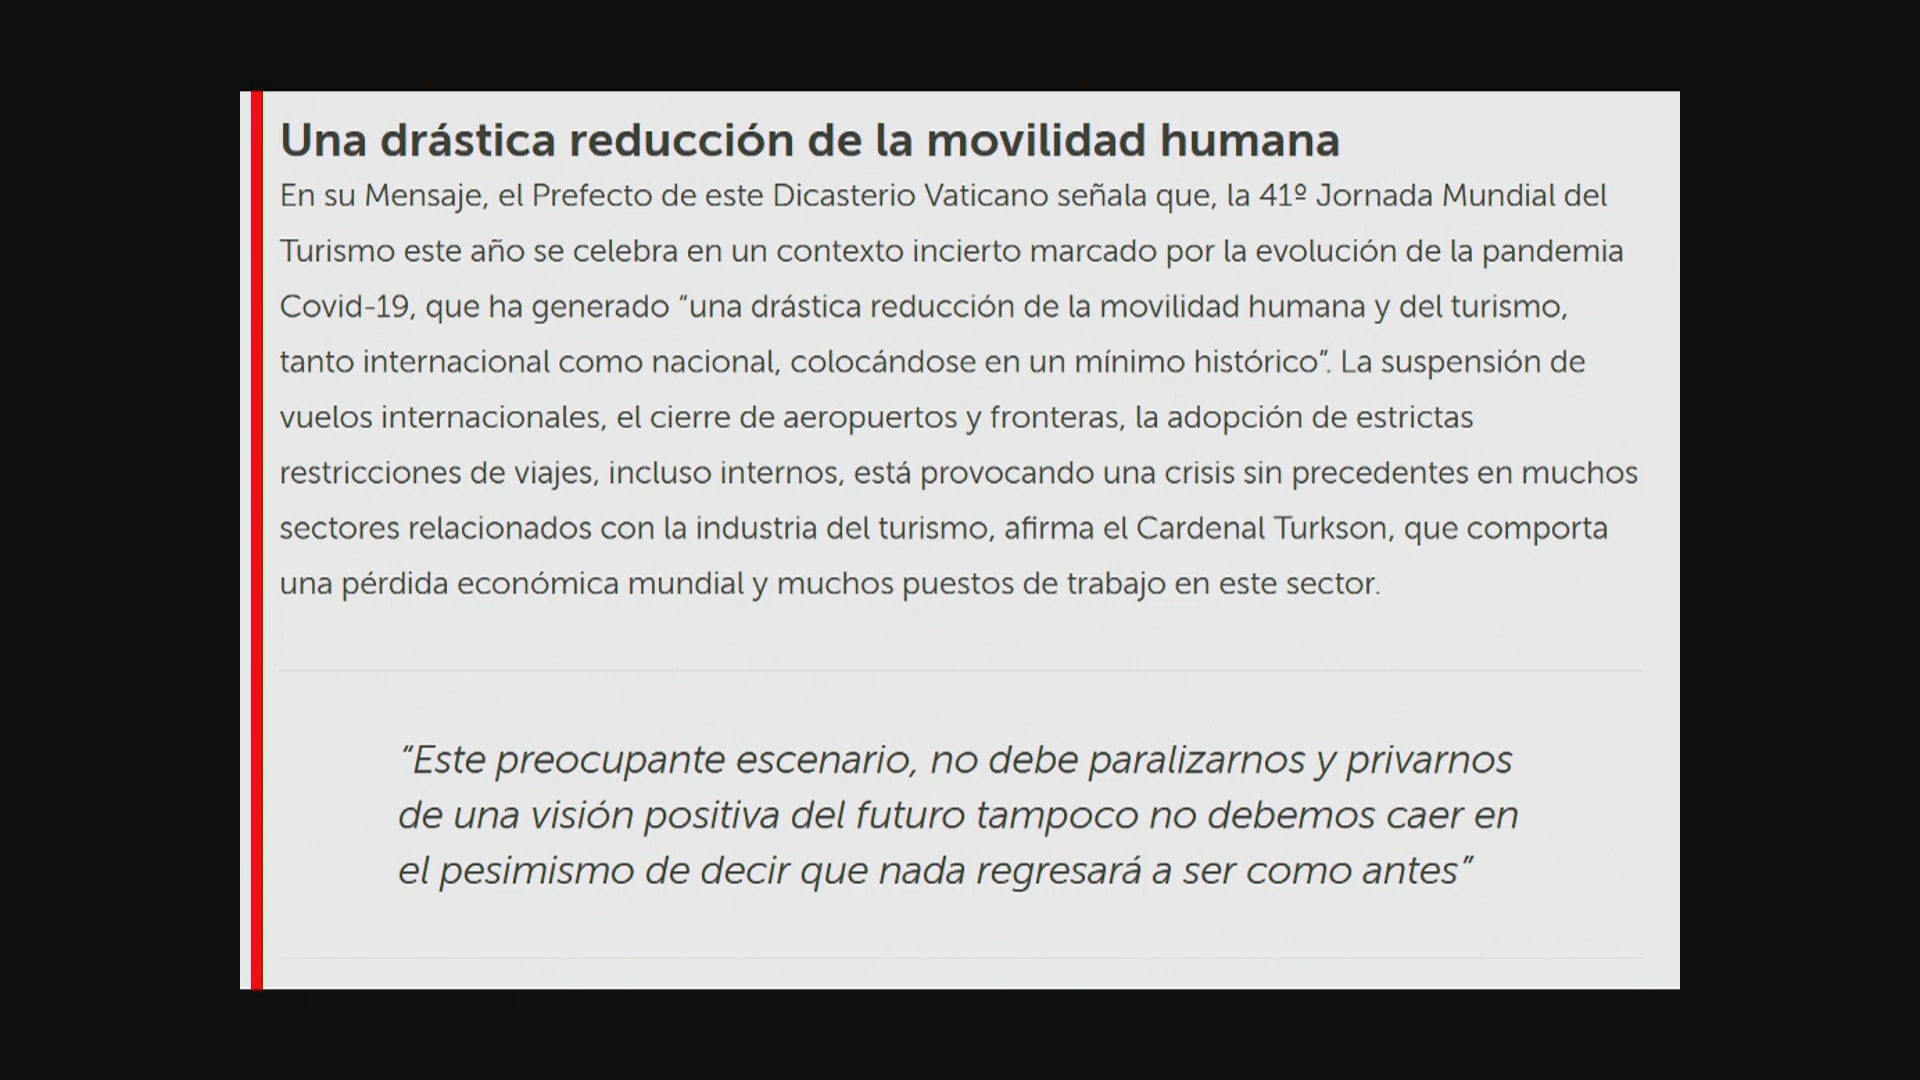 Una drástica reducción de la movilidad humana
En su Mensaje, el Prefecto de este Dicasterio Vaticano señala que, la 41º Jornada Mundial del
Turismo este año se celebra en un contexto incierto marcado por la evolución de la pandemia
Covid-19, que ha generado “una drástica reducción de la movilidad humana y del turismo,
tanto internacional como nacional, colocándose en un mínimo histórico”. La suspensión de
vuelos internacionales, el cierre de aeropuertos y fronteras, la adopción de estrictas
restricciones de viajes, incluso internos, está provocando una crisis sin precedentes en muchos
sectores relacionados con la industria del turismo, afirma el Cardenal Turkson, que comporta
una pérdida económica mundial y muchos puestos de trabajo en este sector.
“Este preocupante escenario, no debe paralizarnos y privarnos
de una visión positiva del futuro tampoco no debemos caer en
el pesimismo de decir que nada regresará a ser como antes”